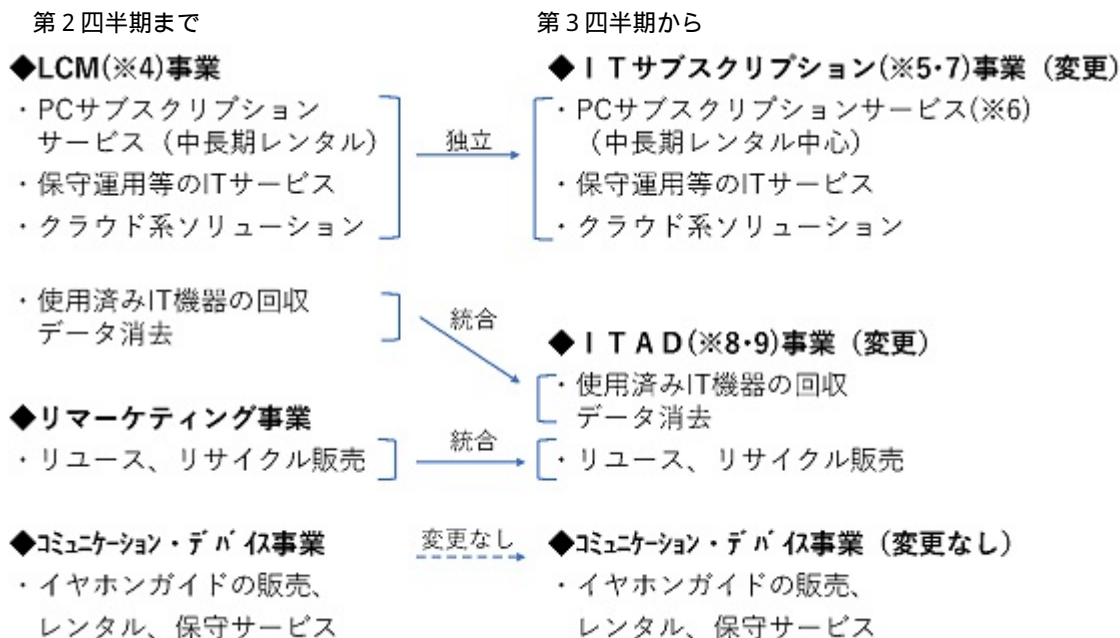 第２四半期まで
◆LCM(※4)事業
・PCサブスクリプション
サービス（中長期レンタル）
・保守運用等のITサービス
・クラウド系ソリューション
・使用済みIT機器の回収
データ消去
◆リマーケティング事業
・リユース、リサイクル販売
◆ｺﾐｭﾆｹｰｼｮﾝ・ﾃﾞﾊﾞｲｽ事業
・イヤホンガイドの販売、
レンタル、保守サービス
独立
統合
統合
変更なし
第３四半期から
◆ＩＴサブスクリプション(※5･7)事業（変更）
・PCサブスクリプションサービス(※6)
（中長期レンタル中心）
・保守運用等のITサービス
・クラウド系ソリューション
◆ＩＴＡＤ(※8･9)事業（変更）
・使用済みIT機器の回収
データ消去
・リユース、リサイクル販売
◆ｺﾐｭﾆｹｰｼｮﾝ・ﾃﾞﾊﾞｲｽ事業（変更なし）
・イヤホンガイドの販売、
レンタル、保守サービス